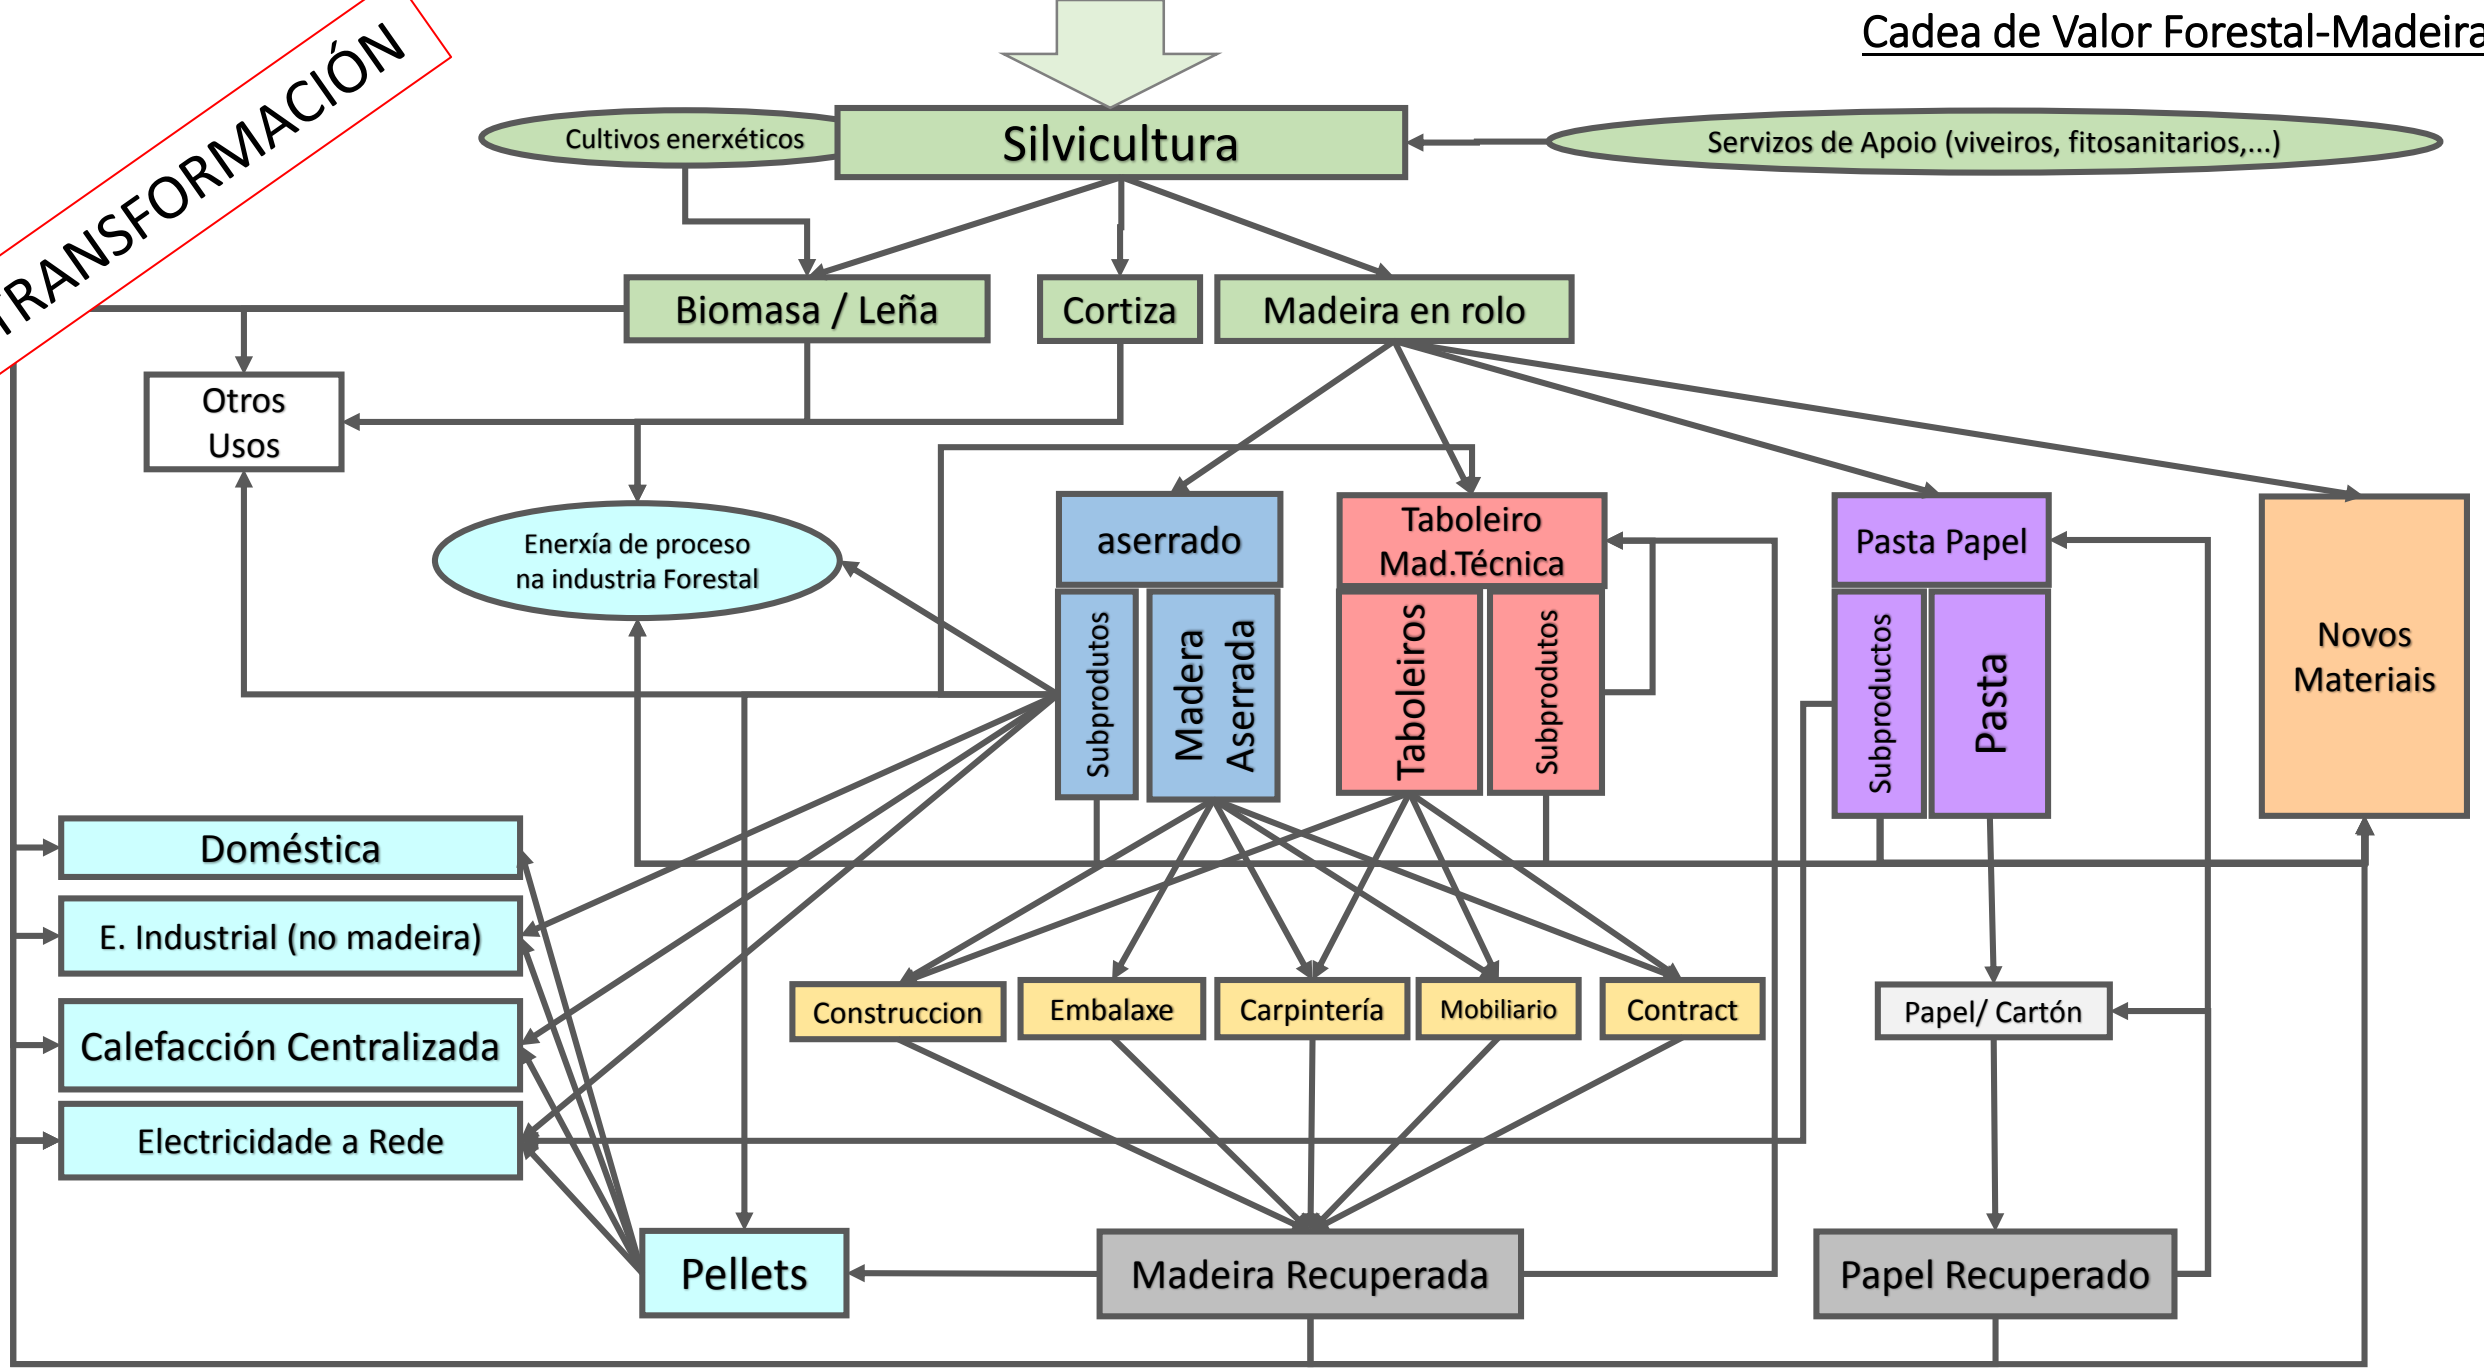 Cadea de Valor Forestal-Madeira
TRANSFORMACIÓN
Cultivos enerxéticos
Silvicultura
Servizos de Apoio (viveiros, fitosanitarios,...)
Biomasa / Leña
Cortiza
Madeira en rolo
Otros
Usos
Enerxía de proceso
na industria Forestal
aserrado
Taboleiro
Mad.Técnica
Pasta Papel
Novos
Materiais
Subprodutos
Madera
Aserrada
Taboleiros
Subprodutos
Subproductos
Pasta
Doméstica
E. Industrial (no madeira)
Calefacción Centralizada
Electricidade a Rede
Construccion
Embalaxe
Carpintería
Mobiliario
Contract
Papel/ Cartón
Pellets
Madeira Recuperada
Papel Recuperado